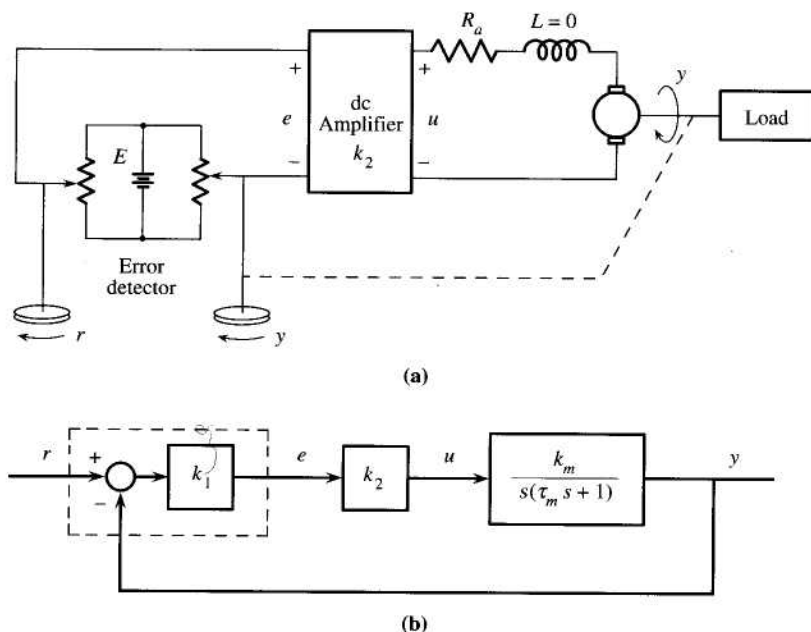 R_a
L = 0
+
+
y
e
dc
Amplifier
k_2
u
Load
E
−
−
Error
detector
r
y
(a)
r
+
−
k_1
e
k_2
u
k_m
s(τ_m s + 1)
y
(b)